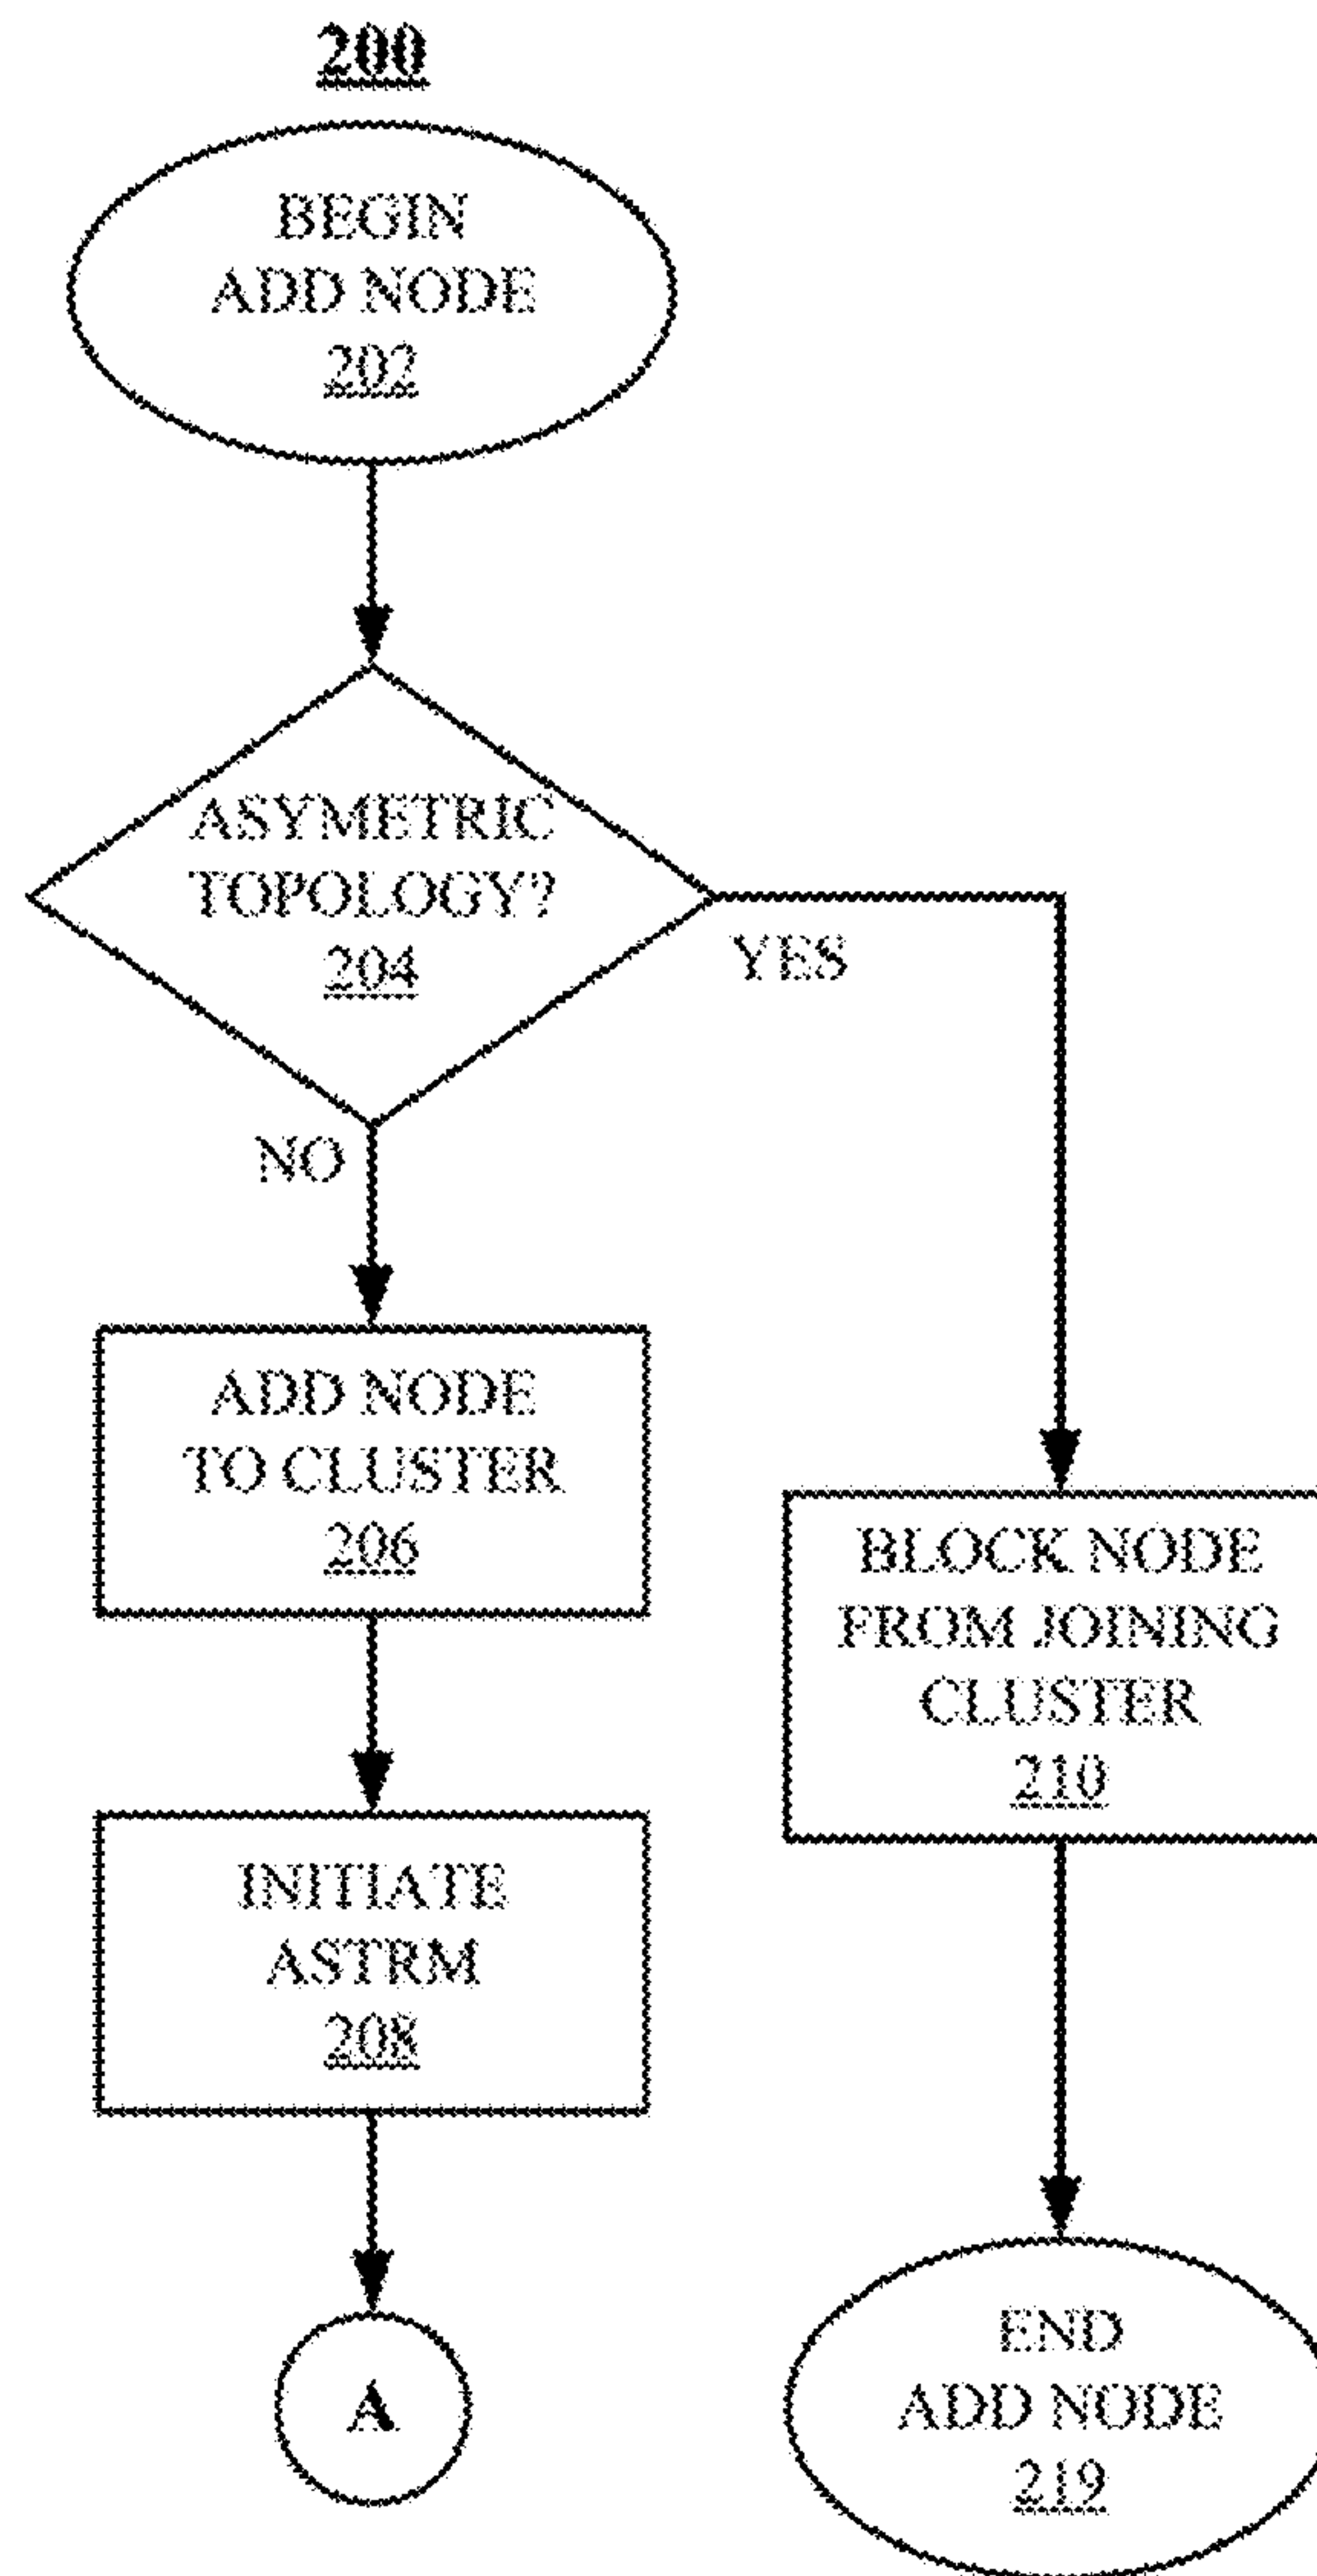 200
BEGIN
ADD NODE
202
ASYMETRIC
TOPOLOGY?
204
YES
NO
ADD NODE
TO CLUSTER
206
BLOCK NODE
FROM JOINING
CLUSTER
210
INITIATE
ASTRM
208
A
END
ADD NODE
219